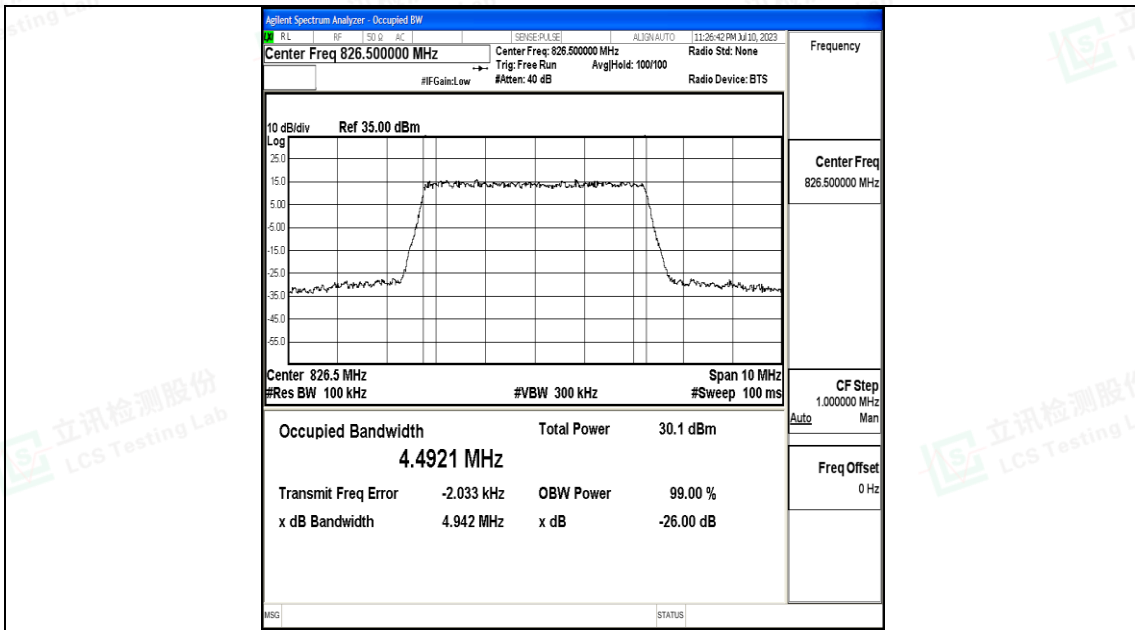 Agilent Spectrum Analyzer - Occupied BW
RL RF 50 Ω AC SENSE:PULSE ALIGN AUTO 11:26:42 PM Jul 10, 2023
Center Freq 826.500000 MHz
Center Freq: 826.500000 MHz
Radio Std: None
Trig: Free Run Avg|Hold: 100/100
#IFGain:Low #Atten: 40 dB Radio Device: BTS
10 dB/div Ref 35.00 dBm
Log
25.0
15.0
5.00
-5.00
-15.0
-25.0
-35.0
-45.0
-55.0
Center 826.5 MHz Span 10 MHz
#Res BW 100 kHz #VBW 300 kHz #Sweep 100 ms
Occupied Bandwidth Total Power 30.1 dBm
4.4921 MHz
Transmit Freq Error -2.033 kHz OBW Power 99.00 %
x dB Bandwidth 4.942 MHz x dB -26.00 dB
MSG STATUS
Frequency
Center Freq
826.500000 MHz
CF Step
1.000000 MHz
Auto Man
Freq Offset
0 Hz
立讯检测股份
LCS Testing Lab
立讯检测股份
LCS Testing L